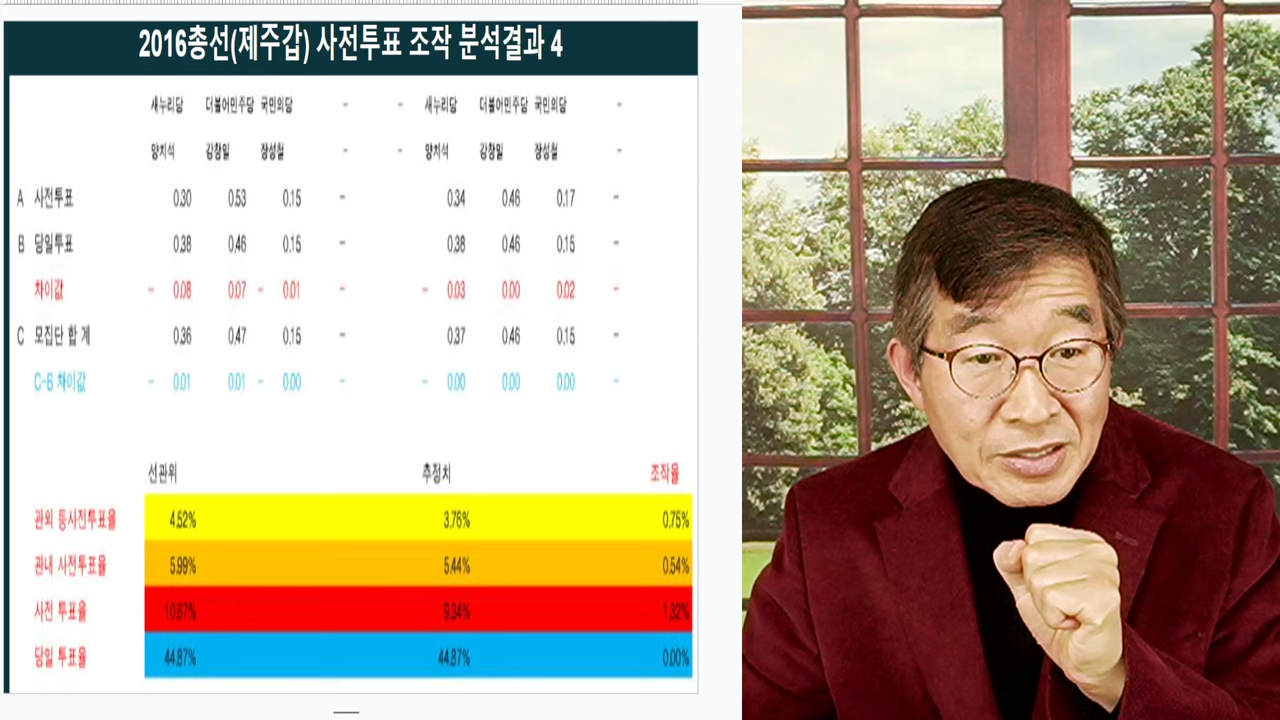 2016총선(제주갑) 사전투표 조작 분석결과 4
새누리당 더불어민주당 국민의당 - - 새누리당 더불어민주당 국민의당 -
양치석 강창일 장성철 - - 양치석 강창일 장성철 -
A 사전투표 0.30 0.53 0.15 - 0.34 0.46 0.17 -
B 당일투표 0.38 0.46 0.15 - 0.38 0.46 0.15 -
차이값 - 0.08 0.07 - 0.01 - - 0.03 0.00 0.02 -
C 모집단 합 계 0.36 0.47 0.15 - 0.37 0.46 0.15 -
C-B 차이값 - 0.01 0.01 - 0.00 - - 0.00 0.00 0.00 -
선관위 추정치 조작율
관외 등사전투표율 4.52% 3.76% 0.75%
관내 사전투표율 5.99% 5.44% 0.54%
사전 투표율 10.67% 9.34% 1.32%
당일 투표율 44.87% 44.87% 0.00%